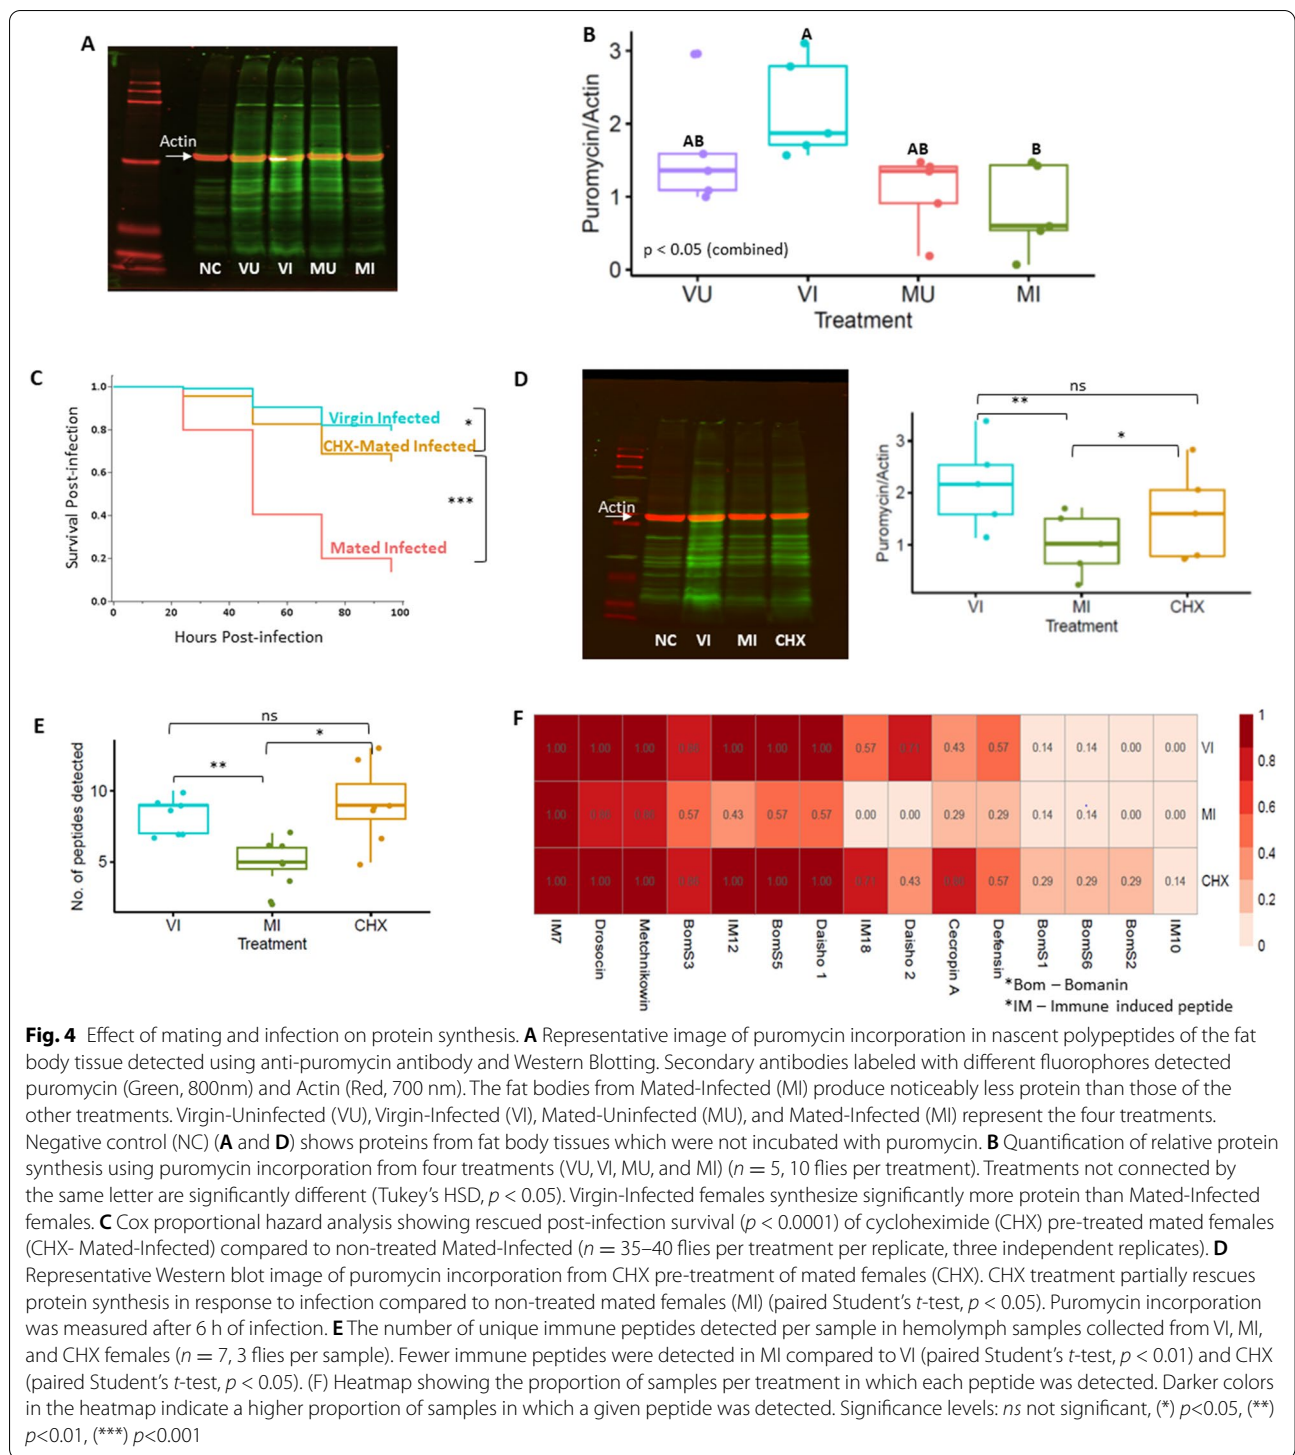 A
Actin
NC VU VI MU MI
B
Puromycin/Actin
3
2
1
0
A
AB
AB
B
p < 0.05 (combined)
VU VI MU MI
Treatment
C
Survival Post-infection
1.0
0.8
0.6
0.4
0.2
0.0
Virgin Infected
CHX-Mated Infected
Mated Infected
*
***
0 20 40 60 80 100
Hours Post-infection
D
Actin
NC VI MI CHX
Puromycin/Actin
3
2
1
ns
**
*
VI MI CHX
Treatment
E
No. of peptides detected
10
5
ns
*
**
VI MI CHX
Treatment
F
1.00 1.00 1.00 1.00 1.00 1.00 0.57 0.43 0.57 0.14 0.14 0.00 0.00 VI
1.00 0.57 0.43 0.57 0.57 0.00 0.00 0.29 0.29 0.14 0.14 0.00 0.00 MI
1.00 1.00 1.00 1.00 1.00 1.00 0.43 0.57 0.29 0.29 0.29 0.14 CHX
IM7 Drosocin Metchnikowin BomS3 IM12 BomS5 Daisho 1 IM18 Daisho 2 Cecropin A Defensin BomS1 BomS6 BomS2 IM10
1
0.8
0.6
0.4
0.2
0
*Bom – Bomanin
*IM – Immune induced peptide
Fig. 4 Effect of mating and infection on protein synthesis. A Representative image of puromycin incorporation in nascent polypeptides of the fat
body tissue detected using anti-puromycin antibody and Western Blotting. Secondary antibodies labeled with different fluorophores detected
puromycin (Green, 800nm) and Actin (Red, 700 nm). The fat bodies from Mated-Infected (MI) produce noticeably less protein than those of the
other treatments. Virgin-Uninfected (VU), Virgin-Infected (VI), Mated-Uninfected (MU), and Mated-Infected (MI) represent the four treatments.
Negative control (NC) (A and D) shows proteins from fat body tissues which were not incubated with puromycin. B Quantification of relative protein
synthesis using puromycin incorporation from four treatments (VU, VI, MU, and MI) (n = 5, 10 flies per treatment). Treatments not connected by
the same letter are significantly different (Tukey's HSD, p < 0.05). Virgin-Infected females synthesize significantly more protein than Mated-Infected
females. C Cox proportional hazard analysis showing rescued post-infection survival (p < 0.0001) of cycloheximide (CHX) pre-treated mated females
(CHX- Mated-Infected) compared to non-treated Mated-Infected (n = 35–40 flies per treatment per replicate, three independent replicates). D
Representative Western blot image of puromycin incorporation from CHX pre-treatment of mated females (CHX). CHX treatment partially rescues
protein synthesis in response to infection compared to non-treated mated females (MI) (paired Student's t-test, p < 0.05). Puromycin incorporation
was measured after 6 h of infection. E The number of unique immune peptides detected per sample in hemolymph samples collected from VI, MI,
and CHX females (n = 7, 3 flies per sample). Fewer immune peptides were detected in MI compared to VI (paired Student's t-test, p < 0.01) and CHX
(paired Student's t-test, p < 0.05). (F) Heatmap showing the proportion of samples per treatment in which each peptide was detected. Darker colors
in the heatmap indicate a higher proportion of samples in which a given peptide was detected. Significance levels: ns not significant, (*) p<0.05, (**)
p<0.01, (***) p<0.001